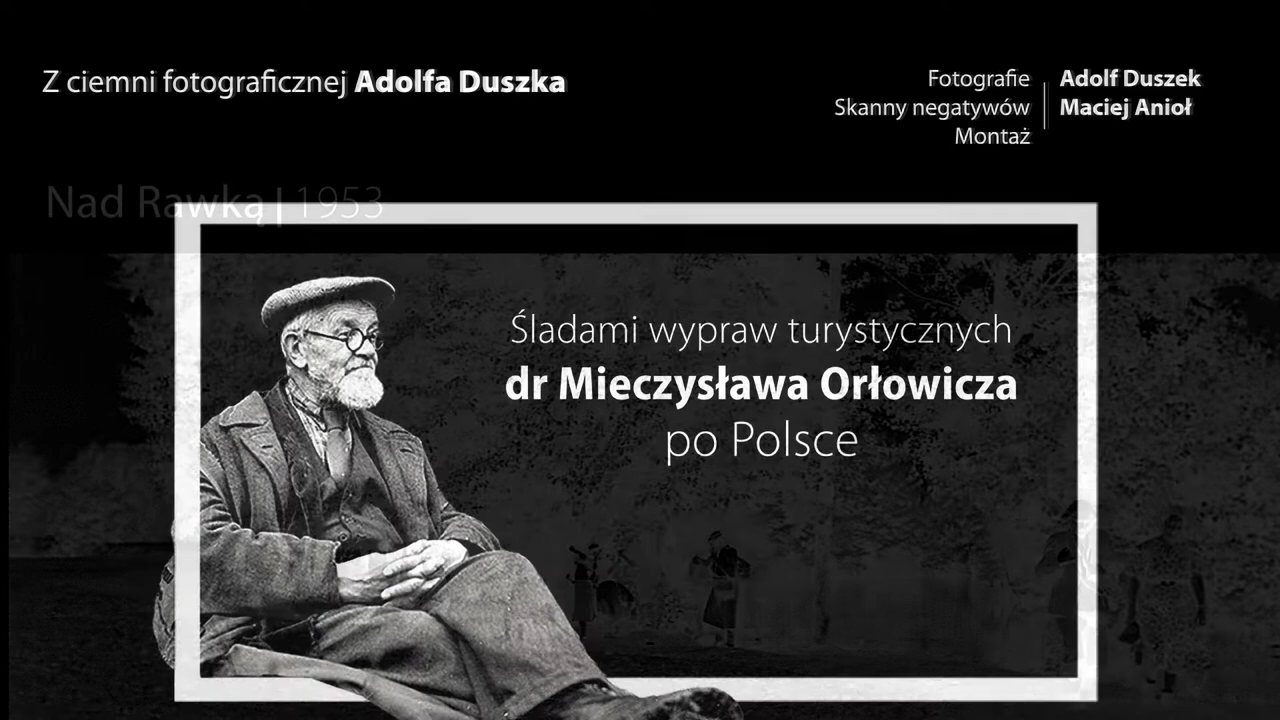 Z ciemni fotograficznej Adolfa Duszka
Fotografie
Skanny negatywów
Montaż
Adolf Duszek
Maciej Anioł
Nad Rawką | 1953
Śladami wypraw turystycznych
dr Mieczysława Orłowicza
po Polsce